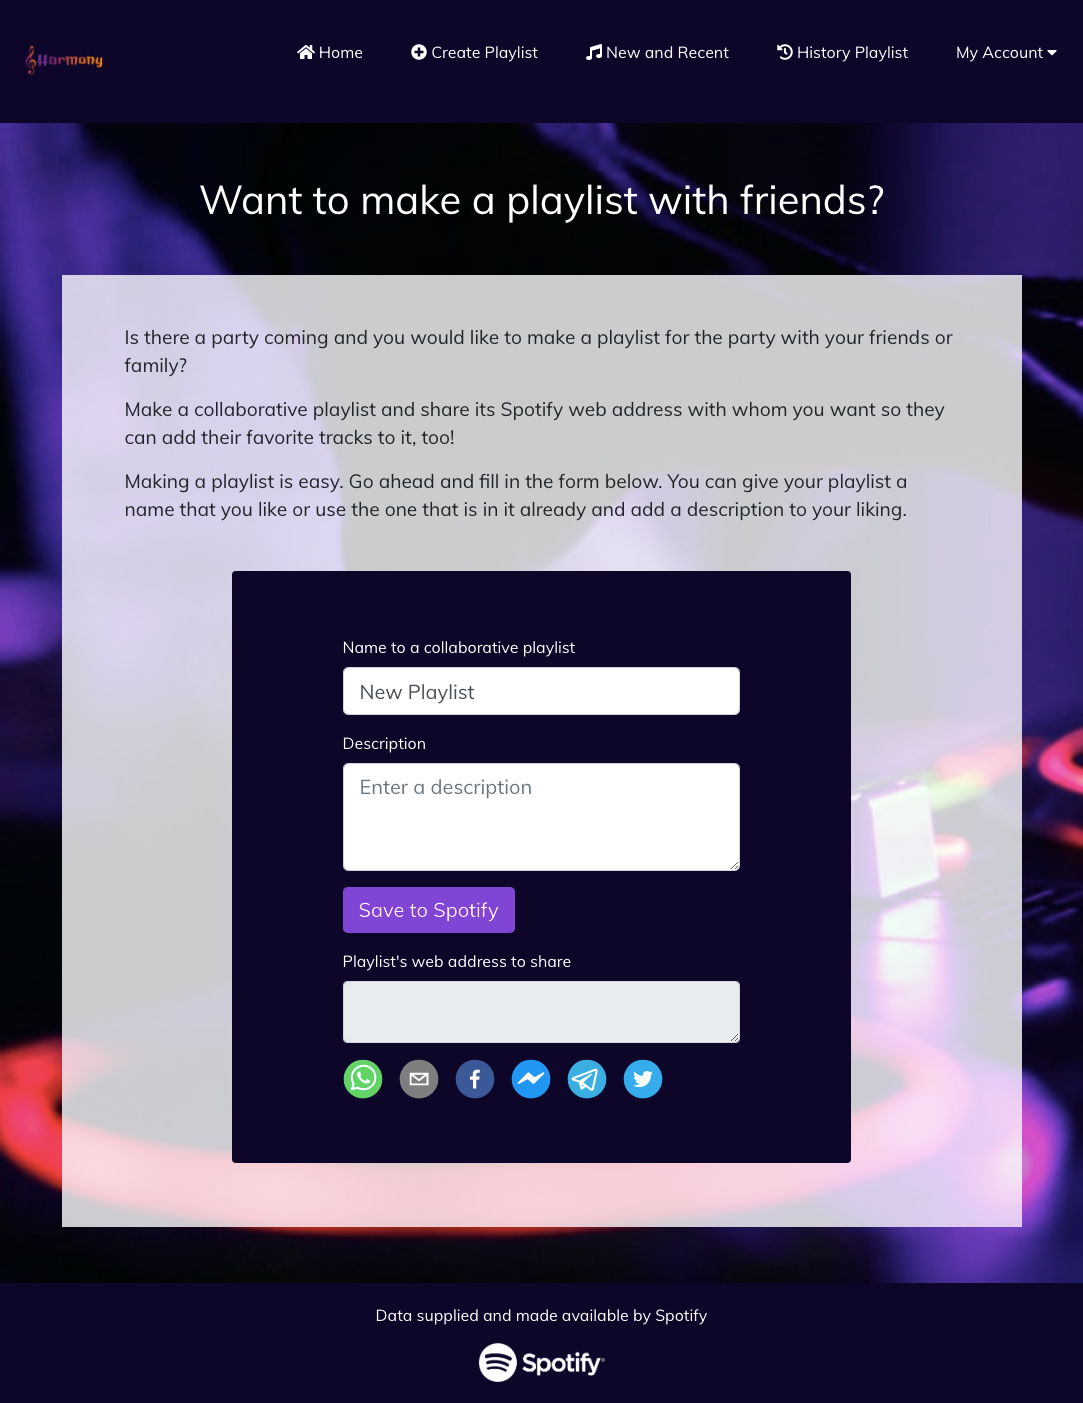 Harmony
Home
Create Playlist
New and Recent
History Playlist
My Account
Want to make a playlist with friends?
Is there a party coming and you would like to make a playlist for the party with your friends or
family?
Make a collaborative playlist and share its Spotify web address with whom you want so they
can add their favorite tracks to it, too!
Making a playlist is easy. Go ahead and fill in the form below. You can give your playlist a
name that you like or use the one that is in it already and add a description to your liking.
Name to a collaborative playlist
New Playlist
Description
Enter a description
Save to Spotify
Playlist's web address to share
Data supplied and made available by Spotify
Spotify